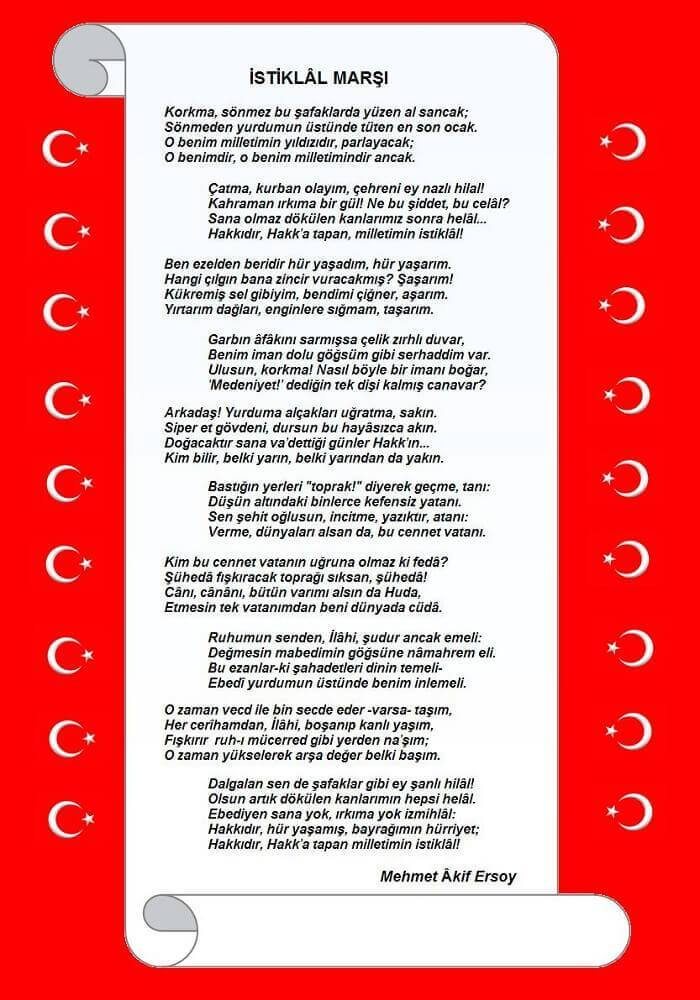 İSTİKLÂL MARŞI
Korkma, sönmez bu şafaklarda yüzen al sancak;
Sönmeden yurdumun üstünde tüten en son ocak.
O benim milletimin yıldızıdır, parlayacak;
O benimdir, o benim milletimindir ancak.
Çatma, kurban olayım, çehreni ey nazlı hilal!
Kahraman ırkıma bir gül! Ne bu şiddet, bu celâl?
Sana olmaz dökülen kanlarımız sonra helâl...
Hakkıdır, Hakk'a tapan, milletimin istiklâl!
Ben ezelden beridir hür yaşadım, hür yaşarım.
Hangi çılgın bana zincir vuracakmış? Şaşarım!
Kükremiş sel gibiyim, bendimi çiğner, aşarım.
Yırtarım dağları, enginlere sığmam, taşarım.
Garbın âfâkını sarmışsa çelik zırhlı duvar,
Benim iman dolu göğsüm gibi serhaddim var.
Ulusun, korkma! Nasıl böyle bir imanı boğar,
'Medeniyet!' dediğin tek dişi kalmış canavar?
Arkadaş! Yurduma alçakları uğratma, sakın.
Siper et gövdeni, dursun bu hayâsızca akın.
Doğacaktır sana va'dettiği günler Hakk'ın...
Kim bilir, belki yarın, belki yarından da yakın.
Bastığın yerleri "toprak!" diyerek geçme, tanı:
Düşün altındaki binlerce kefensiz yatanı.
Sen şehit oğlusun, incitme, yazıktır, atanı:
Verme, dünyaları alsan da, bu cennet vatanı.
Kim bu cennet vatanın uğruna olmaz ki fedâ?
Şühedâ fışkıracak toprağı sıksan, şühedâ!
Cânı, cânânı, bütün varımı alsın da Huda,
Etmesin tek vatanımdan beni dünyada cüdâ.
Ruhumun senden, İlâhi, şudur ancak emeli:
Değmesin mabedimin göğsüne nâmahrem eli.
Bu ezanlar-ki şahadetleri dinin temeli-
Ebedî yurdumun üstünde benim inlemeli.
O zaman vecd ile bin secde eder -varsa- taşım,
Her cerîhamdan, İlâhi, boşanıp kanlı yaşım,
Fışkırır ruh-ı mücerred gibi yerden na'şım;
O zaman yükselerek arşa değer belki başım.
Dalgalan sen de şafaklar gibi ey şanlı hilâl!
Olsun artık dökülen kanlarımın hepsi helâl.
Ebediyen sana yok, ırkıma yok izmihlâl:
Hakkıdır, hür yaşamış, bayrağımın hürriyet;
Hakkıdır, Hakk'a tapan milletimin istiklâl!
Mehmet Âkif Ersoy